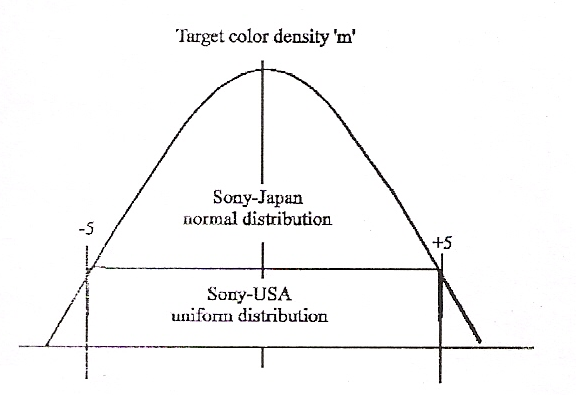 Target color density 'm'
Sony-Japan
normal distribution
-5
+5
Sony-USA
uniform distribution